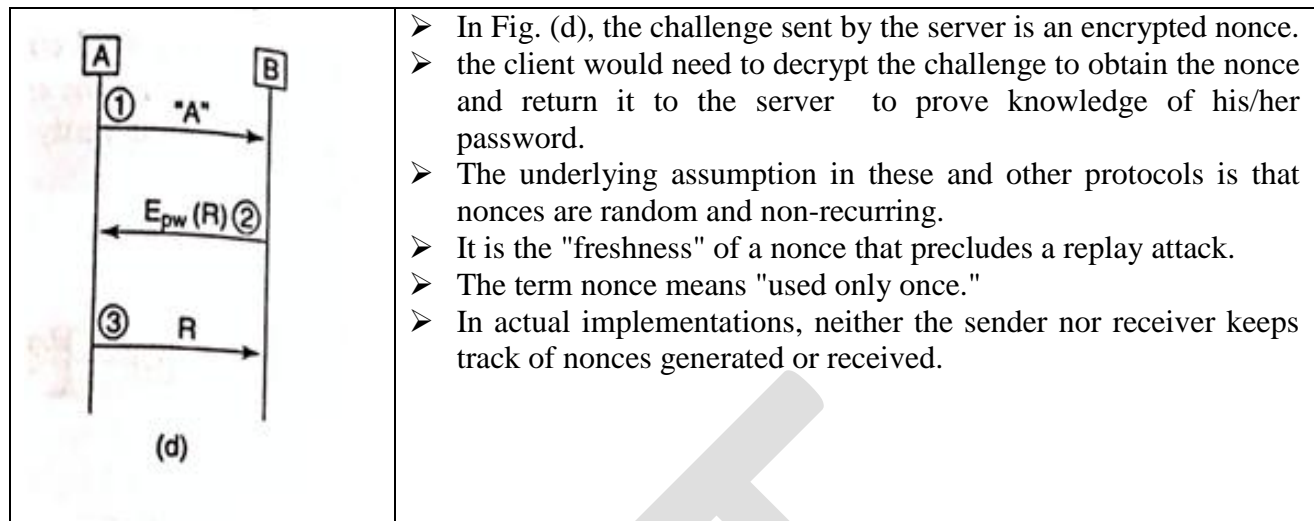 A
B
① "A"
E_pw (R) ②
③ R
(d)
➢ In Fig. (d), the challenge sent by the server is an encrypted nonce.
➢ the client would need to decrypt the challenge to obtain the nonce
and return it to the server to prove knowledge of his/her
password.
➢ The underlying assumption in these and other protocols is that
nonces are random and non-recurring.
➢ It is the "freshness" of a nonce that precludes a replay attack.
➢ The term nonce means "used only once."
➢ In actual implementations, neither the sender nor receiver keeps
track of nonces generated or received.